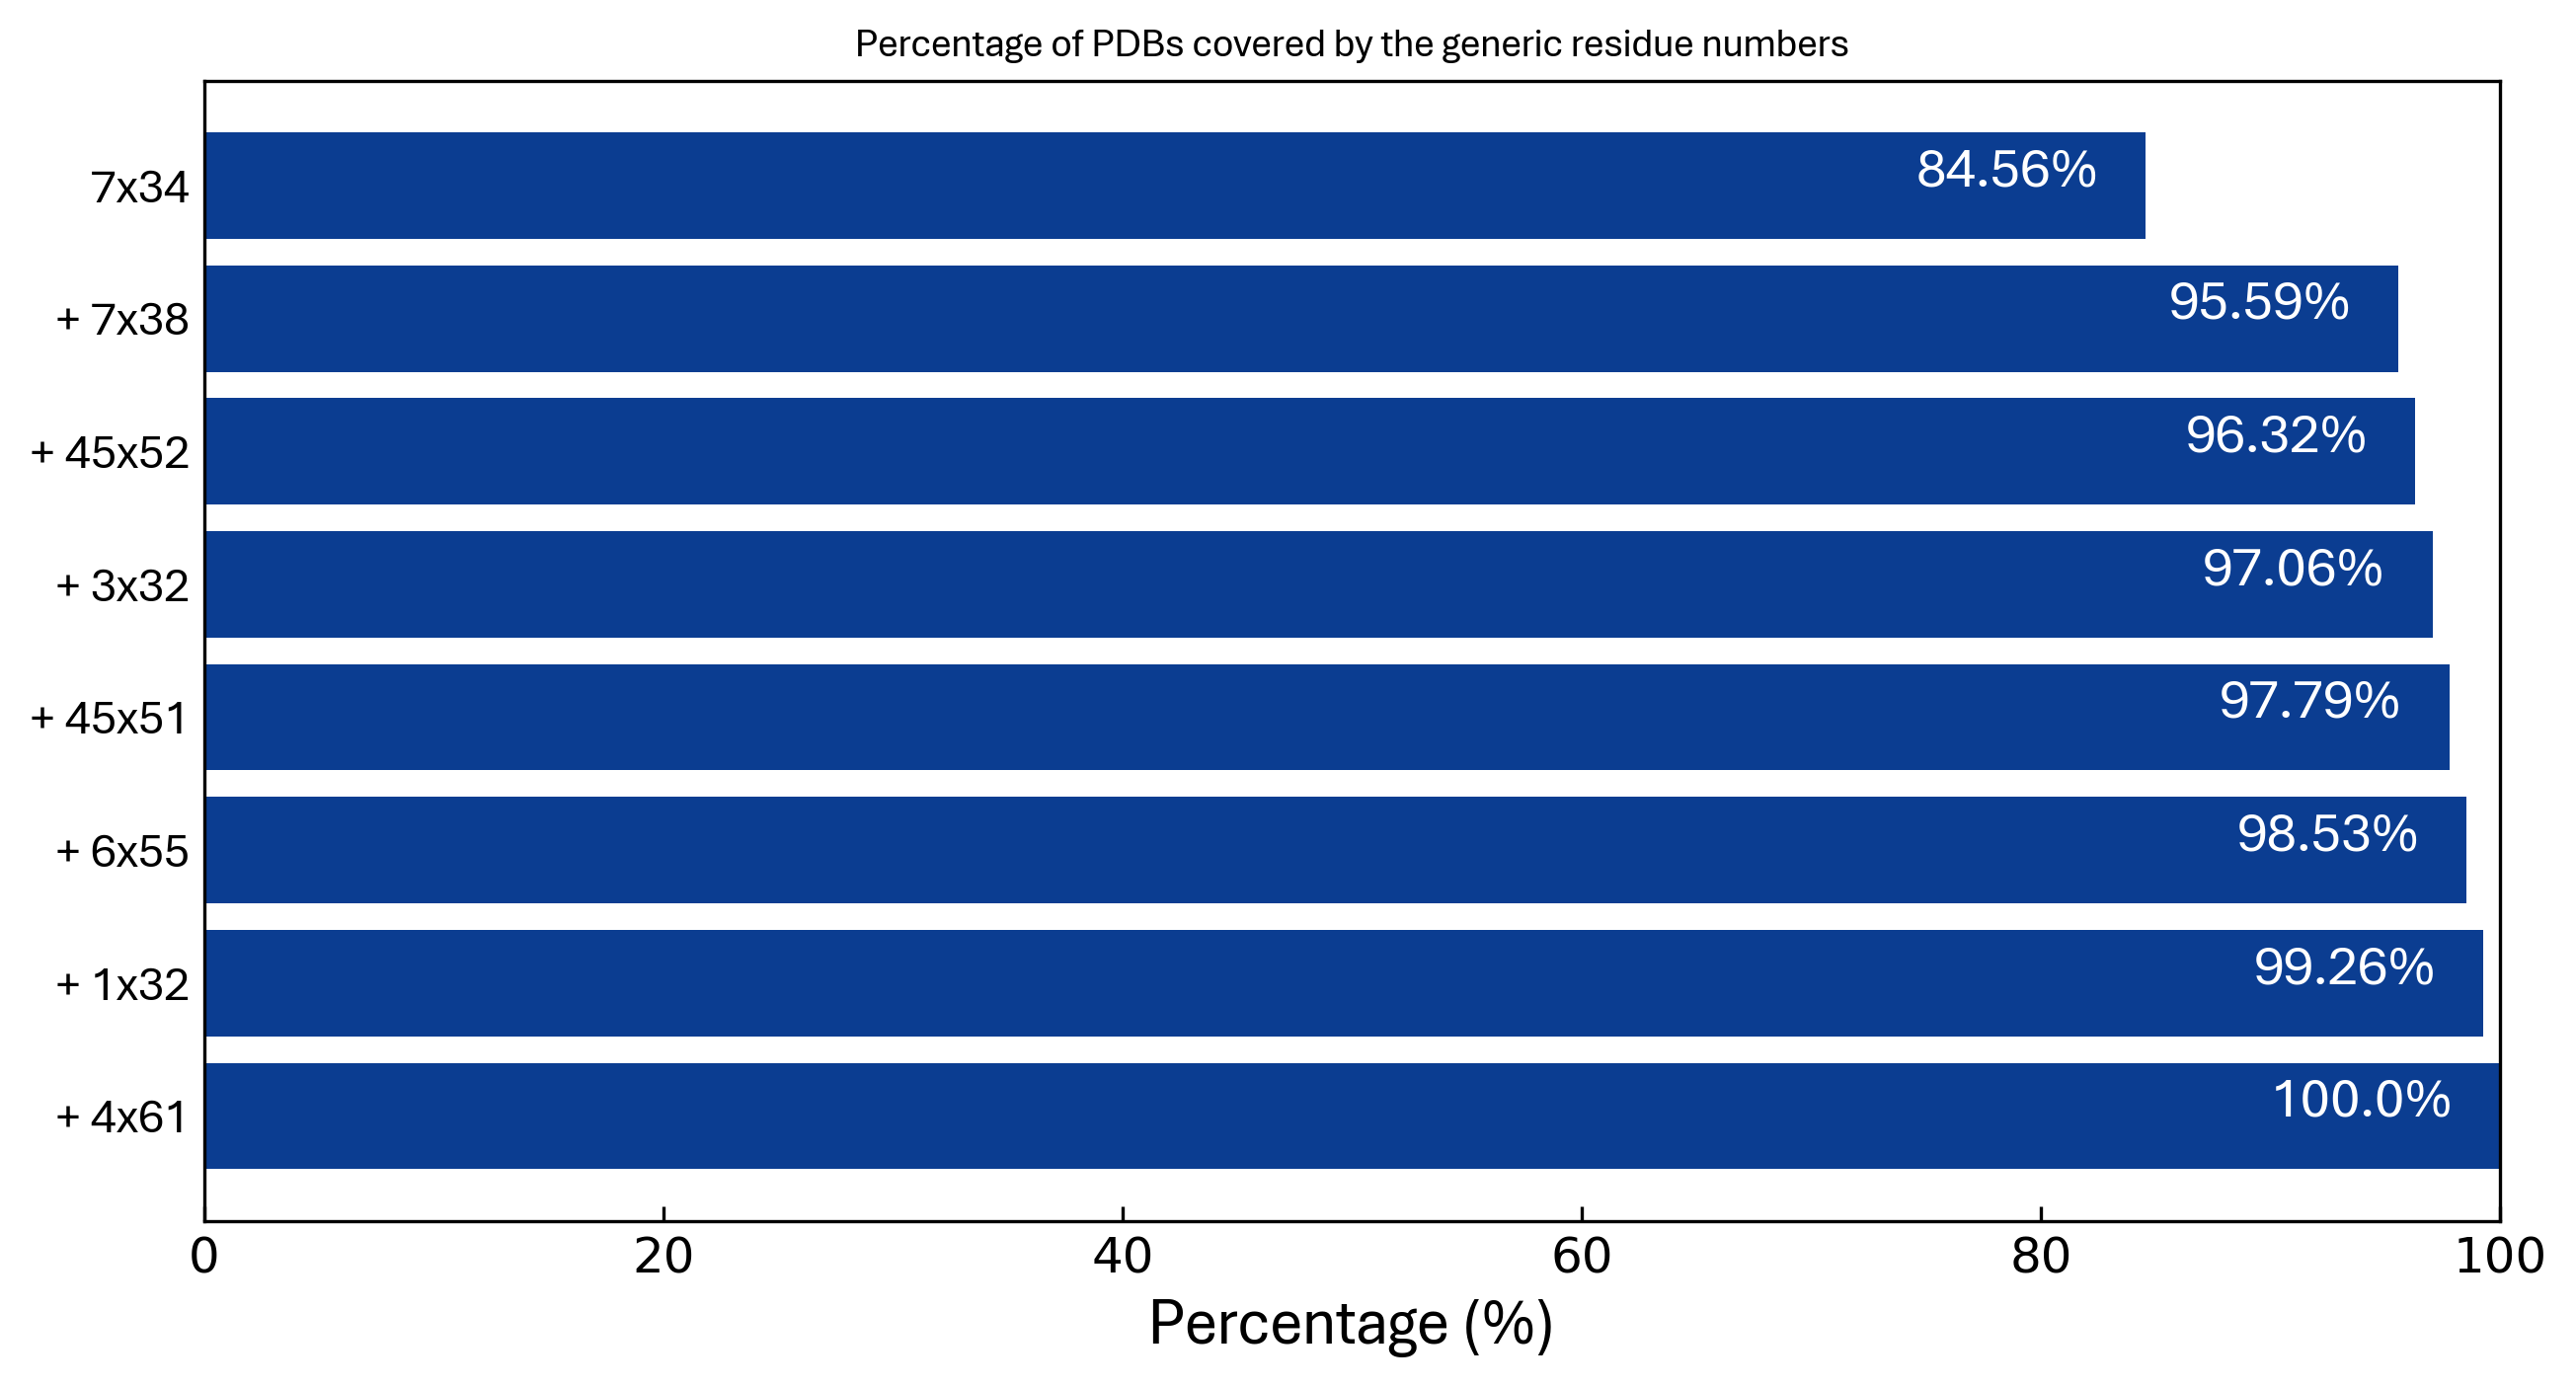 Percentage of PDBs covered by the generic residue numbers
7x34
84.56%
+ 7x38
95.59%
+ 45x52
96.32%
+ 3x32
97.06%
+ 45x51
97.79%
+ 6x55
98.53%
+ 1x32
99.26%
+ 4x61
100.0%
0 20 40 60 80 100
Percentage (%)